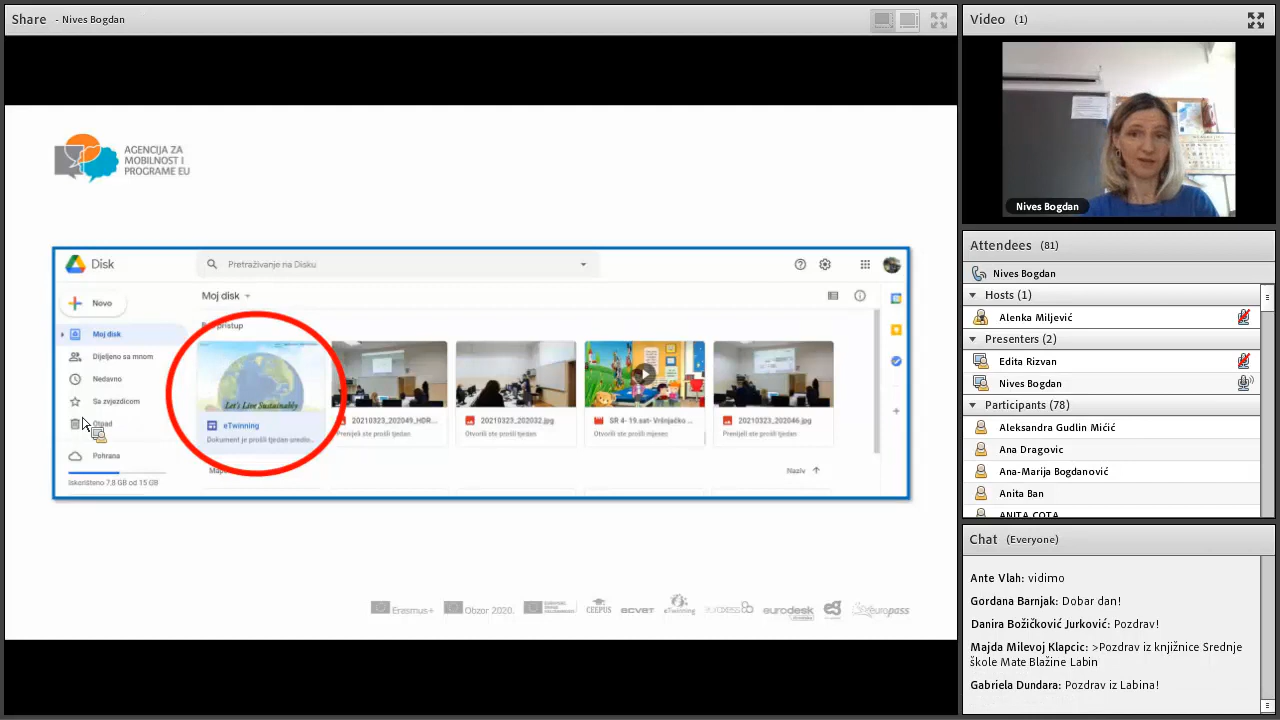 Share - Nives Bogdan
AGENCIJA ZA
MOBILNOST I
PROGRAME EU
Disk
Pretraživanje na Disku
Novo
Moj disk
Moj disk
Dijeljeno sa mnom
Nedavno
Sa zvjezdicom
Otpad
Pohrana
Iskorišteno 7,8 GB od 15 GB
pristup
Let's Live Sustainably
eTwinning
Dokument je prošli tjedan uredio...
20210323_202049_HDR...
Prenijeli ste prošli tjedan
20210323_202032.jpg
Otvorili ste prošli tjedan
SR 4- 19.sat- Vršnjačko ...
Otvorili ste prošli mjesec
20210323_202046.jpg
Prenijeli ste prošli tjedan
Naziv
Erasmus+
Obzor 2020.
CEEPUS
ECVET
eTwinning
eurodesk
europass
Video (1)
Nives Bogdan
Attendees (81)
Nives Bogdan
Hosts (1)
Alenka Miljević
Presenters (2)
Edita Rizvan
Nives Bogdan
Participants (78)
Aleksandra Gudlin Mićić
Ana Dragovic
Ana-Marija Bogdanović
Anita Ban
ANITA COTA
Chat (Everyone)
Ante Vlah: vidimo
Gordana Barnjak: Dobar dan!
Danira Božičković Jurković: Pozdrav!
Majda Milevoj Klapcic: >Pozdrav iz knjižnice Srednje
škole Mate Blažine Labin
Gabriela Dundara: Pozdrav iz Labina!